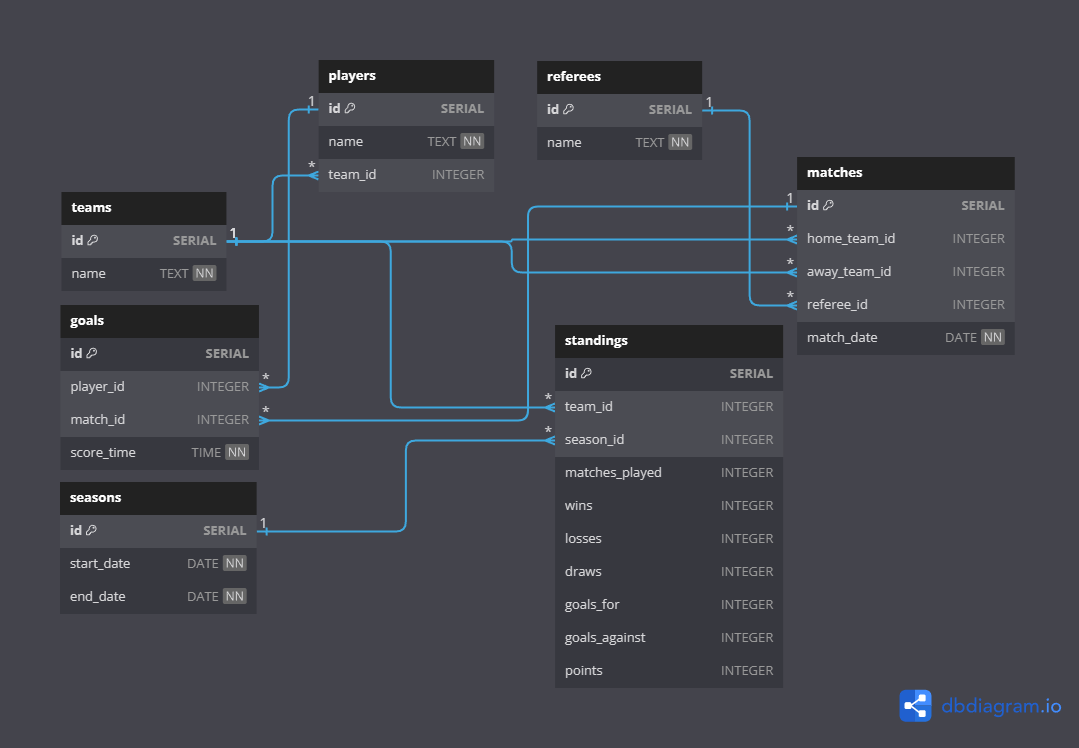 players
id SERIAL
name TEXT NN
team_id INTEGER
referees
id SERIAL
name TEXT NN
matches
id SERIAL
home_team_id INTEGER
away_team_id INTEGER
referee_id INTEGER
match_date DATE NN
teams
id SERIAL
name TEXT NN
goals
id SERIAL
player_id INTEGER
match_id INTEGER
score_time TIME NN
standings
id SERIAL
team_id INTEGER
season_id INTEGER
matches_played INTEGER
wins INTEGER
losses INTEGER
draws INTEGER
goals_for INTEGER
goals_against INTEGER
points INTEGER
seasons
id SERIAL
start_date DATE NN
end_date DATE NN
1
*
1
1
1
*
*
*
*
*
*
*
1
dbdiagram.io